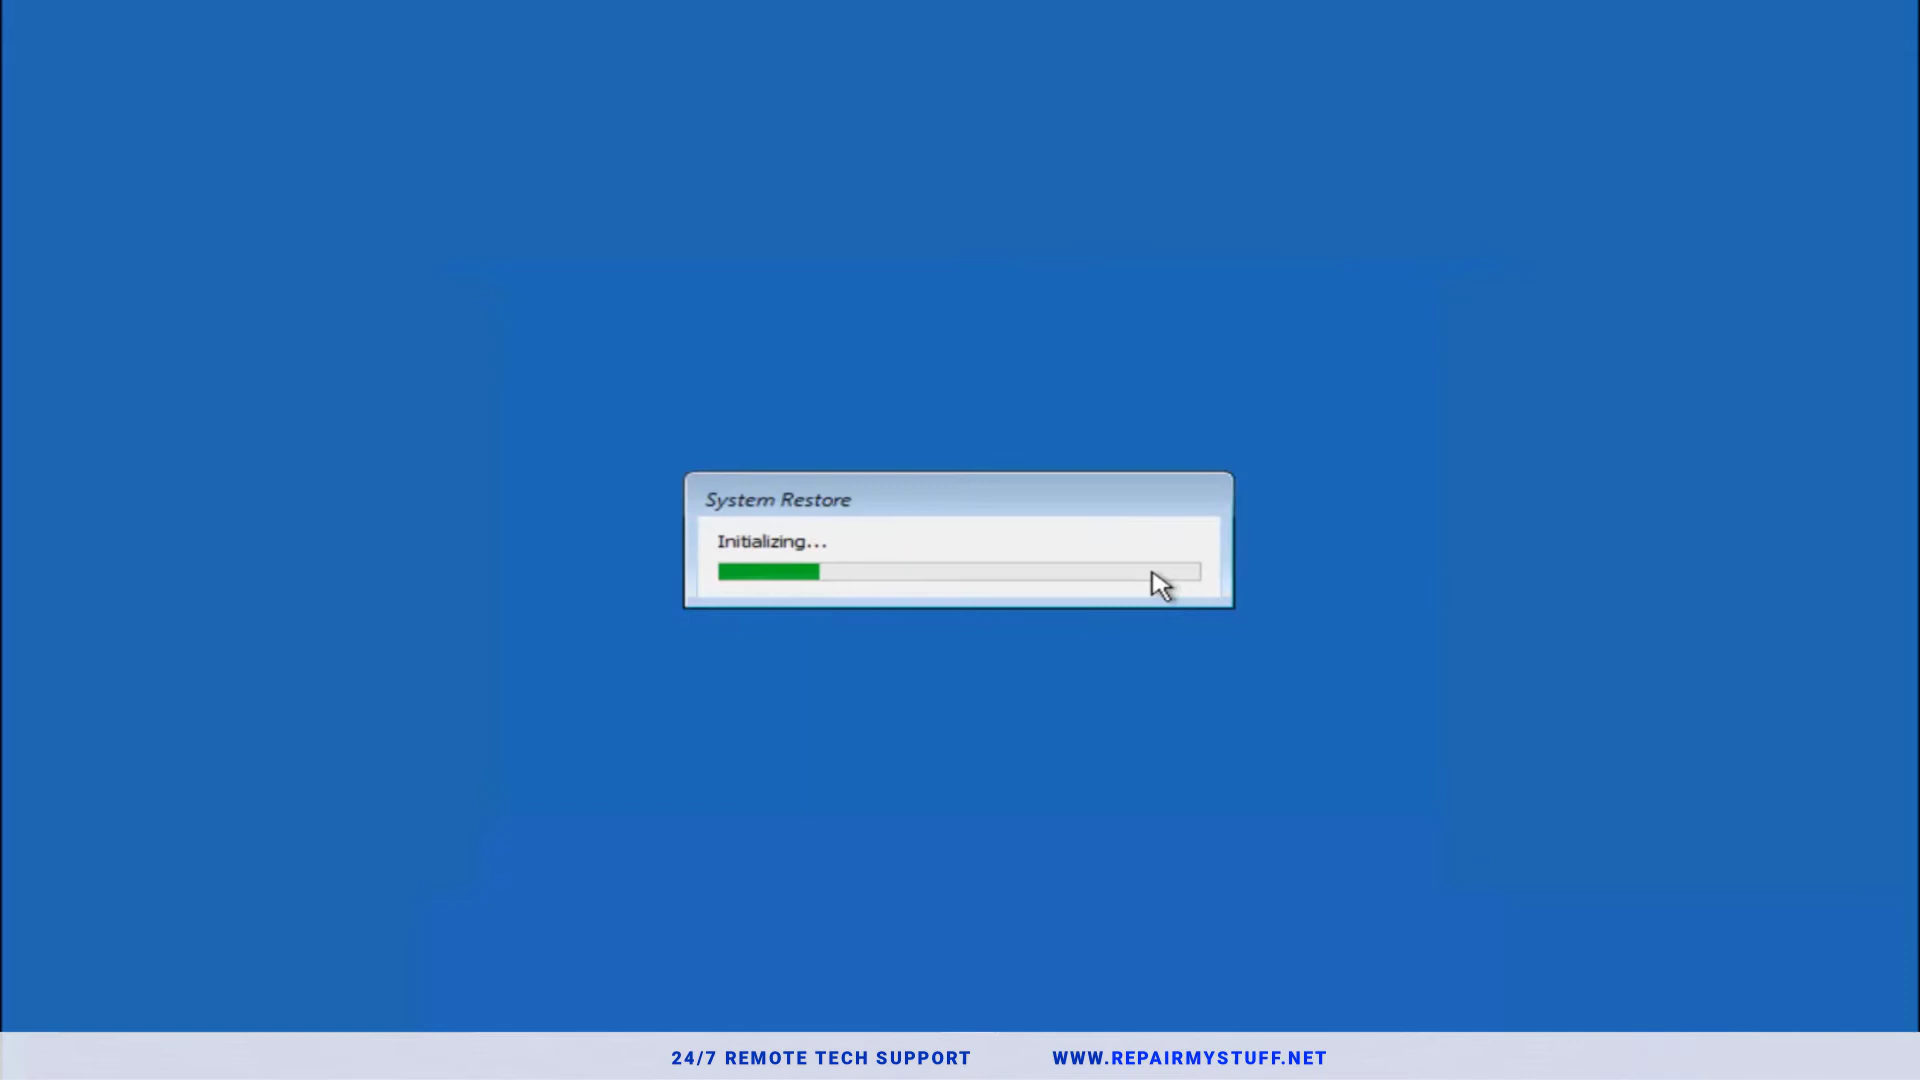 System Restore
Initializing...
24/7 REMOTE TECH SUPPORT WWW.REPAIRMYSTUFF.NET